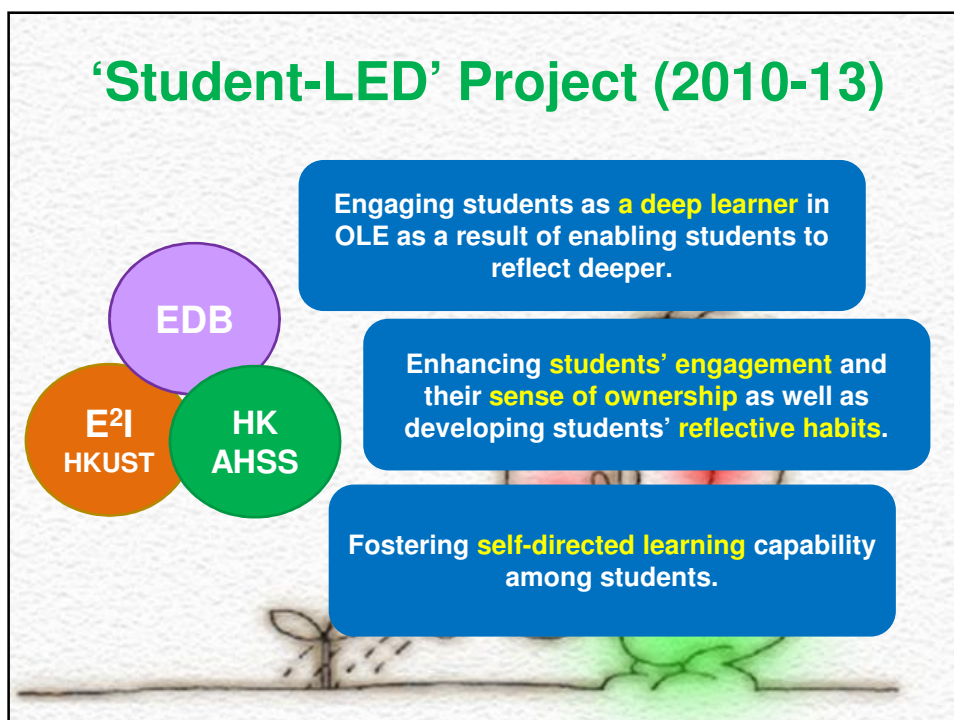 ‘Student-LED’ Project (2010-13)
Engaging students as a deep learner in
OLE as a result of enabling students to
reflect deeper.
EDB
Enhancing students’ engagement and
their sense of ownership as well as
developing students’ reflective habits.
E²I
HKUST
HK
AHSS
Fostering self-directed learning capability
among students.